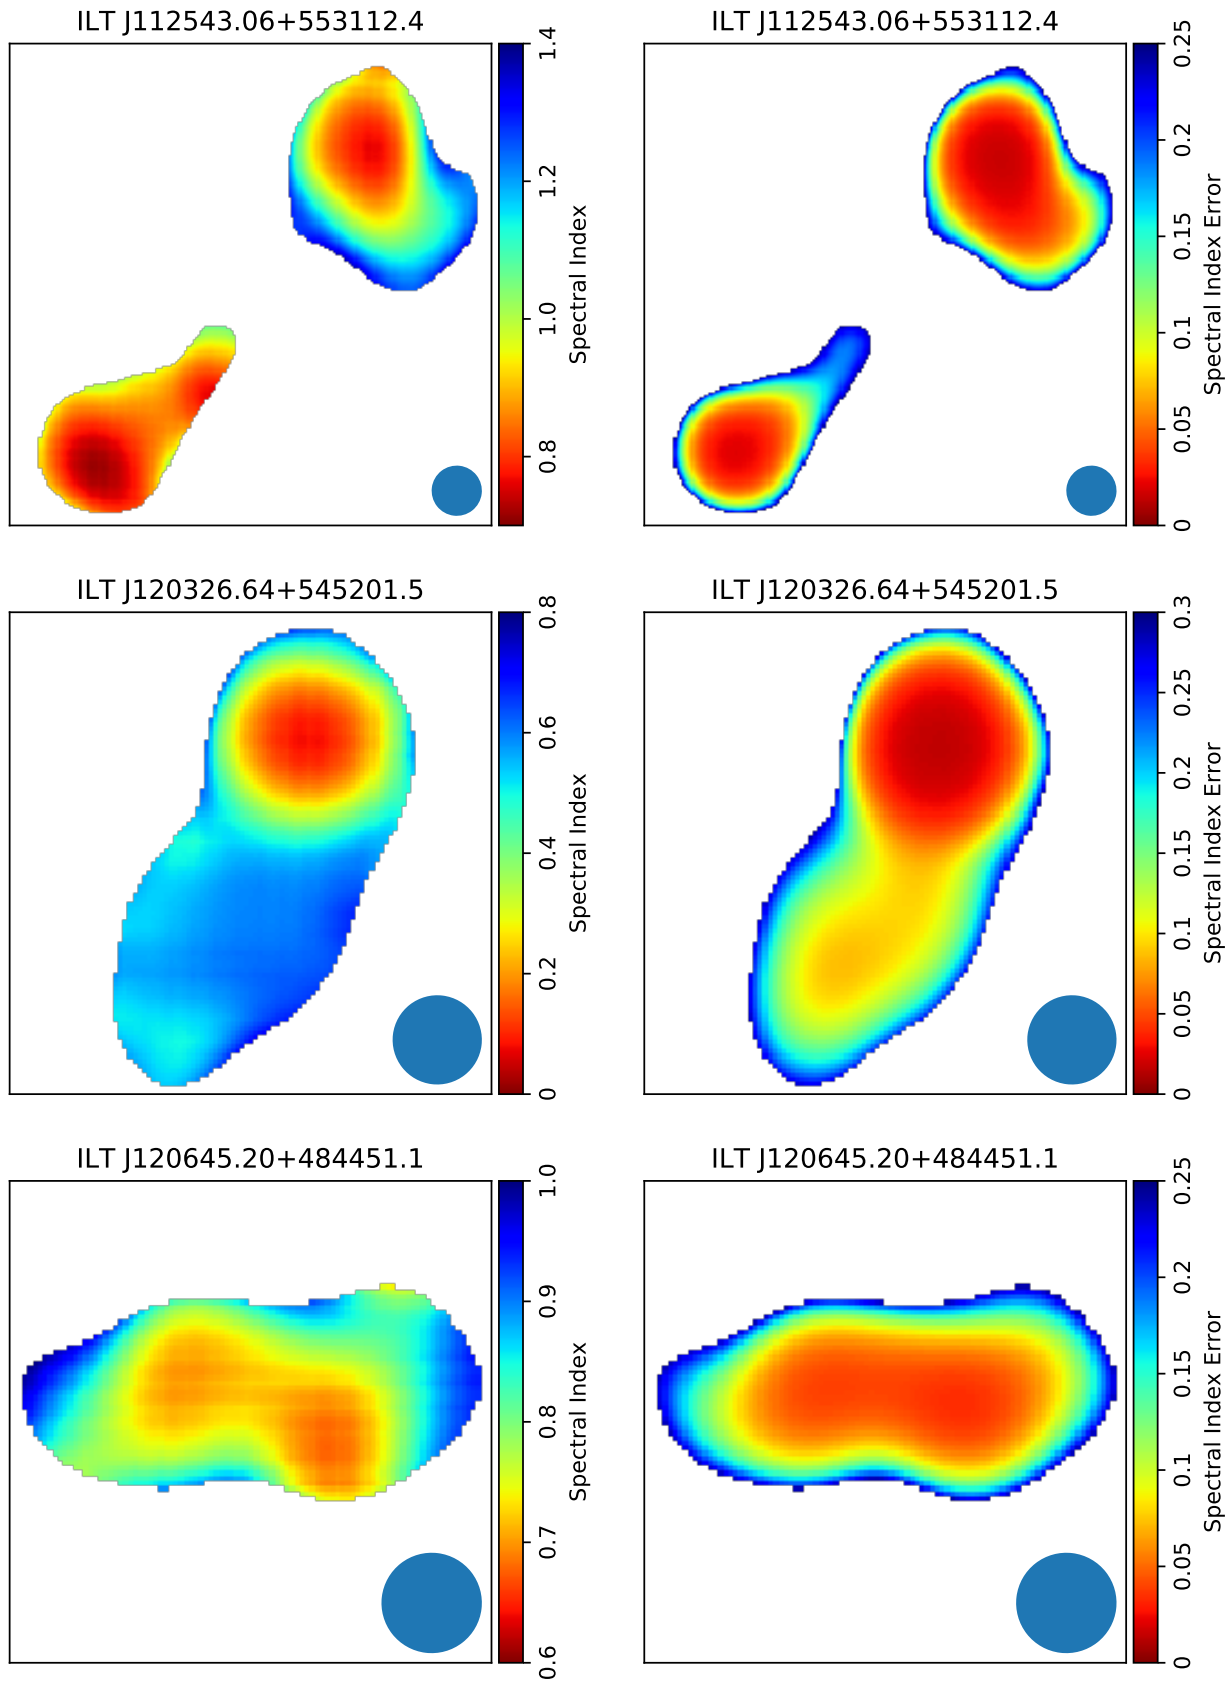 ILT J112543.06+553112.4
1.4
1.2
1.0
0.8
Spectral Index
ILT J112543.06+553112.4
0.25
0.2
0.15
0.1
0.05
0
Spectral Index Error
ILT J120326.64+545201.5
0.8
0.6
0.4
0.2
0
Spectral Index
ILT J120326.64+545201.5
0.3
0.25
0.2
0.15
0.1
0.05
0
Spectral Index Error
ILT J120645.20+484451.1
1.0
0.9
0.8
0.7
0.6
Spectral Index
ILT J120645.20+484451.1
0.25
0.2
0.15
0.1
0.05
0
Spectral Index Error